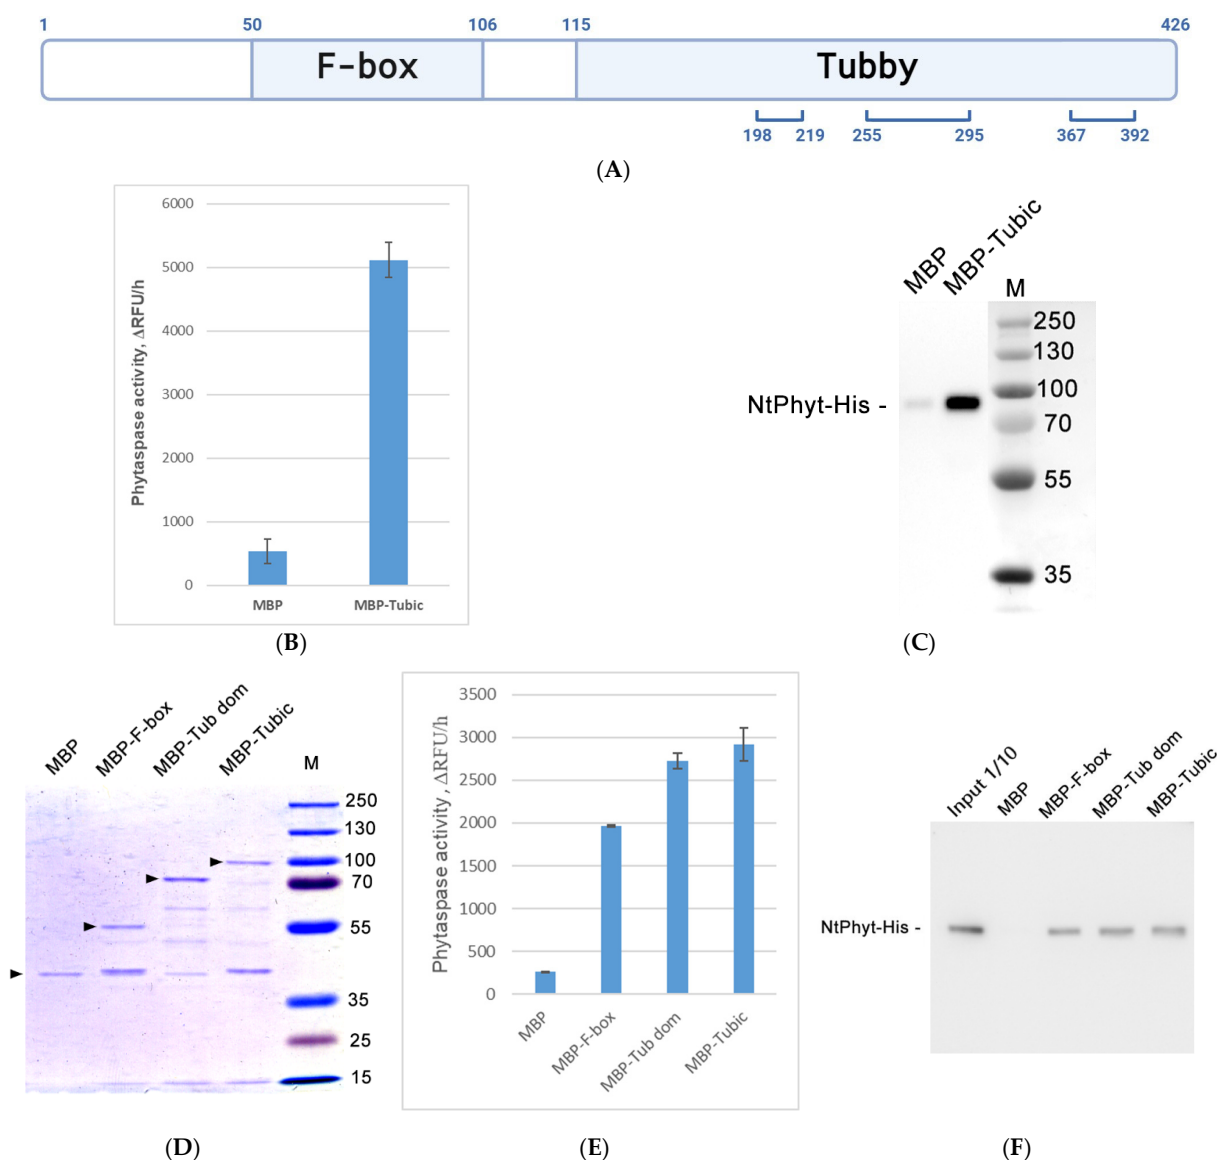 1 50 106 115 426
F-box Tubby
198 219 255 295 367 392
(A)
6000
5000
4000
3000
2000
1000
0
Phytaspase activity, ΔRFU/h
MBP MBP-Tubic
(B)
MBP MBP-Tubic M
250
130
100
NtPhyt-His -
70
55
35
(C)
MBP MBP-F-box MBP-Tub dom MBP-Tubic M
250
130
100
70
55
35
25
15
(D)
3500
3000
2500
2000
1500
1000
500
0
Phytaspase activity, ΔRFU/h
MBP MBP-F-box MBP-Tub dom MBP-Tubic
(E)
Input 1/10 MBP MBP-F-box MBP-Tub dom MBP-Tubic
NtPhyt-His -
(F)